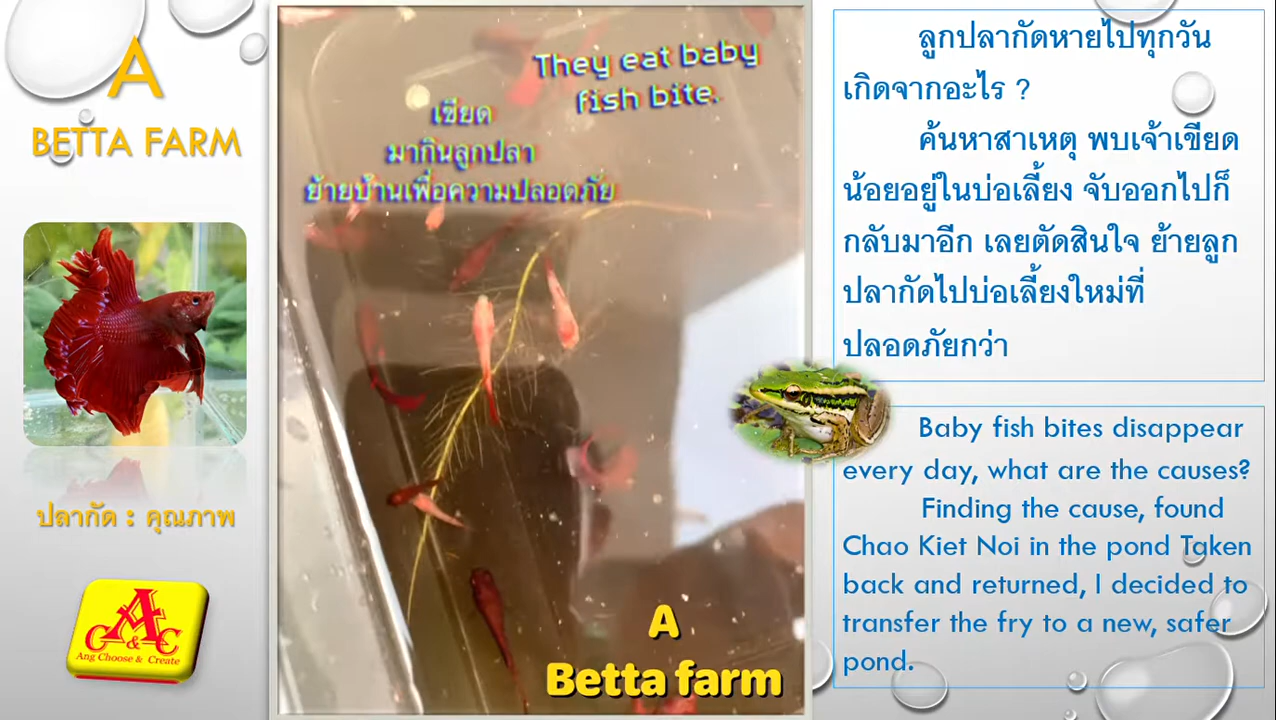 A
BETTA FARM
ปลากัด : คุณภาพ
A
C & C
Ang Choose & Create
They eat baby
fish bite.
เขียด
มากินลูกปลา
ย้ายบ้านเพื่อความปลอดภัย
A
Betta farm
ลูกปลากัดหายไปทุกวัน
เกิดจากอะไร ?
ค้นหาสาเหตุ พบเจ้าเขียด
น้อยอยู่ในบ่อเลี้ยง จับออกไปก็
กลับมาอีก เลยตัดสินใจ ย้ายลูก
ปลากัดไปบ่อเลี้ยงใหม่ที่
ปลอดภัยกว่า
Baby fish bites disappear
every day, what are the causes?
Finding the cause, found
Chao Kiet Noi in the pond Taken
back and returned, I decided to
transfer the fry to a new, safer
pond.